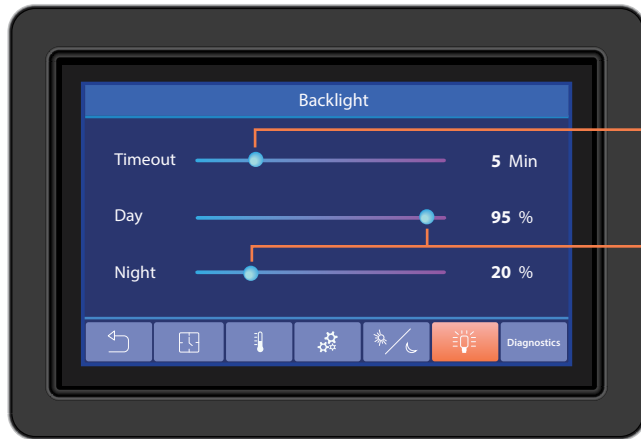 Backlight
Timeout 5 Min
Day 95 %
Night 20 %
Diagnostics